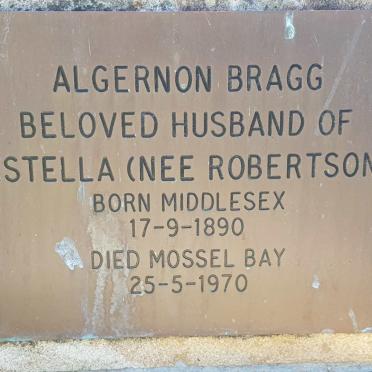 ALGERNON BRAGG
BELOVED HUSBAND OF
STELLA (NEE ROBERTSON
BORN MIDDLESEX
17-9-1890
DIED MOSSEL BAY
25-5-1970